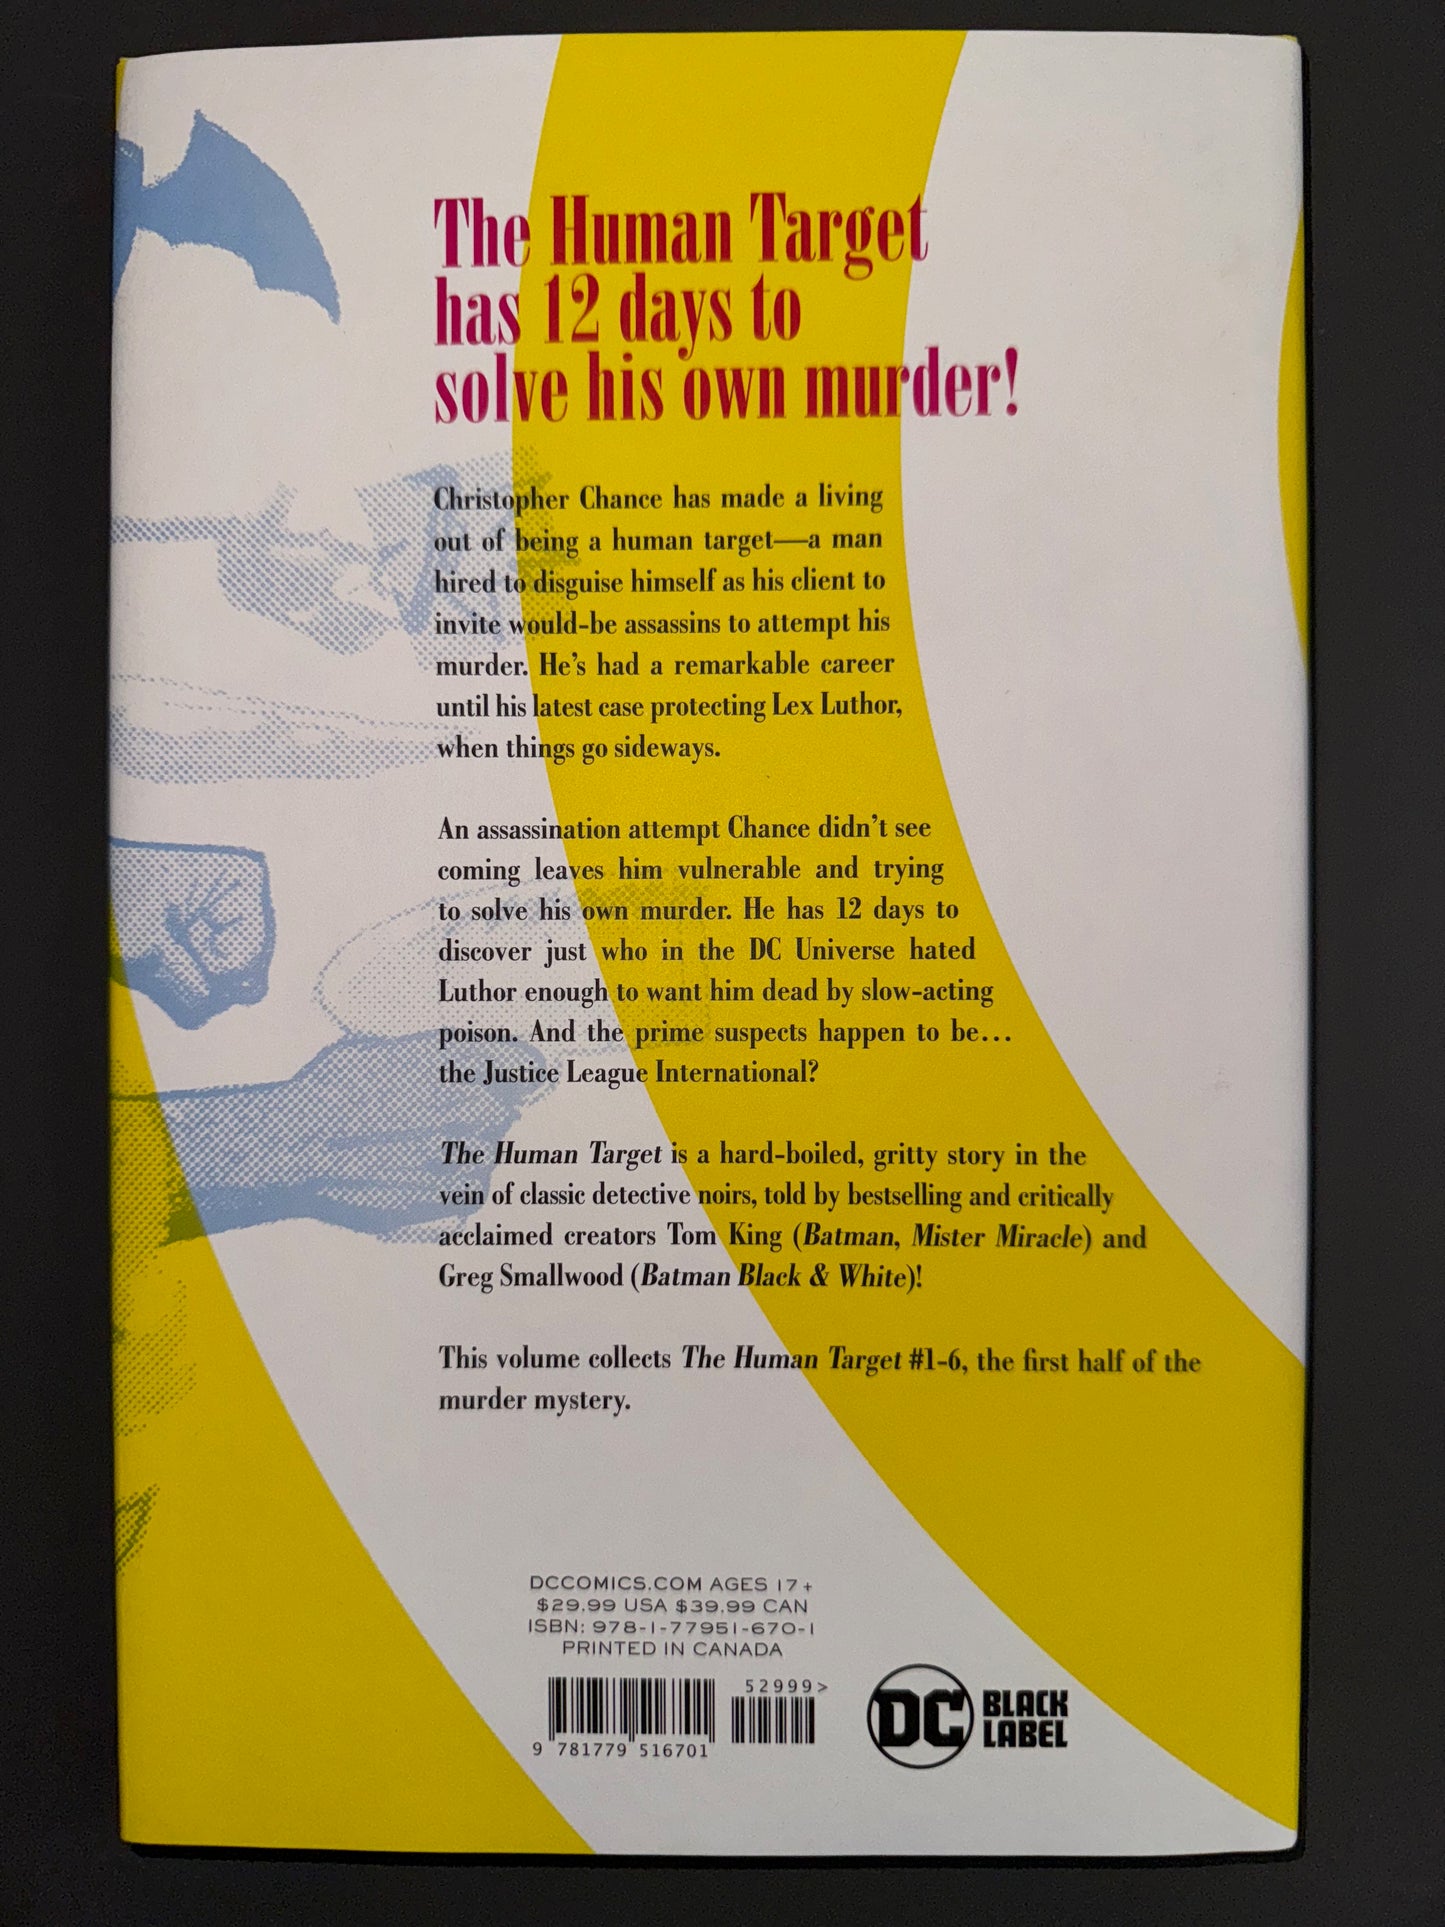 The Human Target
has 12 days to
solve his own murder!
Christopher Chance has made a living
out of being a human target—a man
hired to disguise himself as his client to
invite would-be assassins to attempt his
murder. He's had a remarkable career
until his latest case protecting Lex Luthor,
when things go sideways.
An assassination attempt Chance didn't see
coming leaves him vulnerable and trying
to solve his own murder. He has 12 days to
discover just who in the DC Universe hated
Luthor enough to want him dead by slow-acting
poison. And the prime suspects happen to be...
the Justice League International?
The Human Target is a hard-boiled, gritty story in the
vein of classic detective noirs, told by bestselling and critically
acclaimed creators Tom King (Batman, Mister Miracle) and
Greg Smallwood (Batman Black & White)!
This volume collects The Human Target #1-6, the first half of the
murder mystery.
DCCOMICS.COM AGES 17+
$29.99 USA $39.99 CAN
ISBN: 978-1-77951-670-1
PRINTED IN CANADA
52999>
9 781779 516701
DC BLACK
LABEL